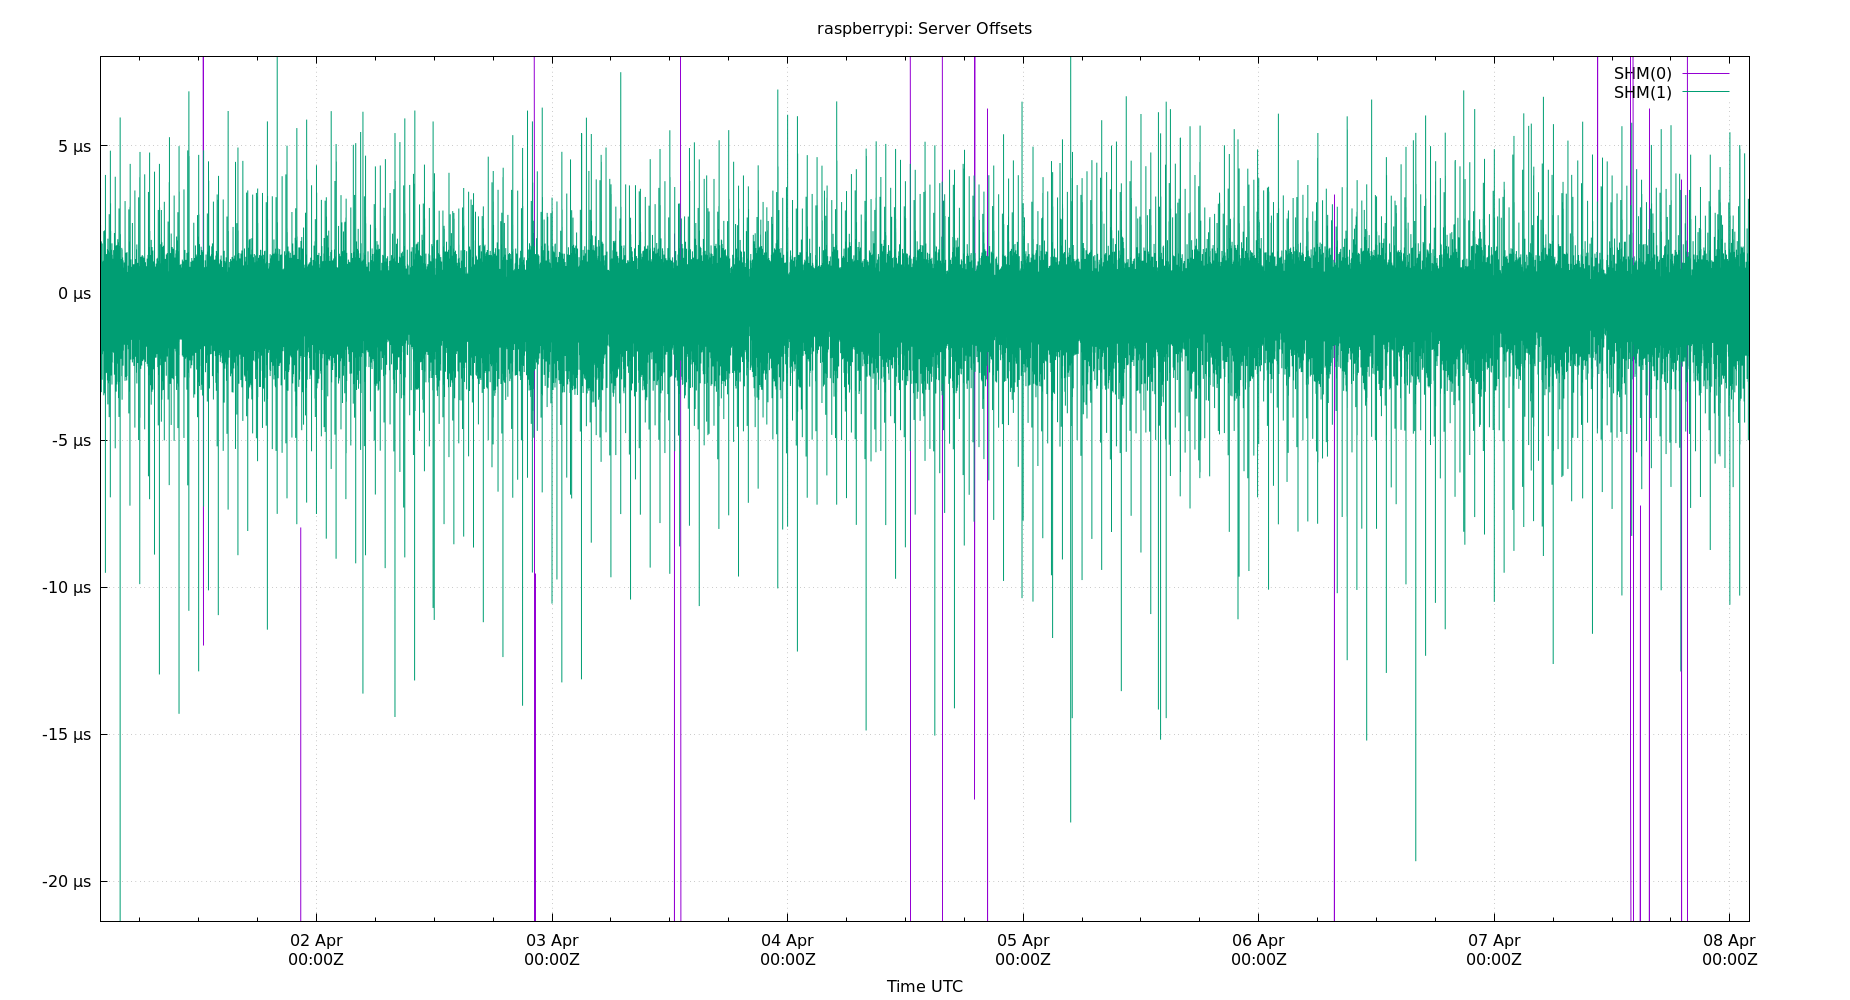 raspberrypi: Server Offsets
SHM(0)
SHM(1)
5 µs
0 µs
-5 µs
-10 µs
-15 µs
-20 µs
02 Apr 03 Apr 04 Apr 05 Apr 06 Apr 07 Apr 08 Apr
00:00Z 00:00Z 00:00Z 00:00Z 00:00Z 00:00Z 00:00Z
Time UTC